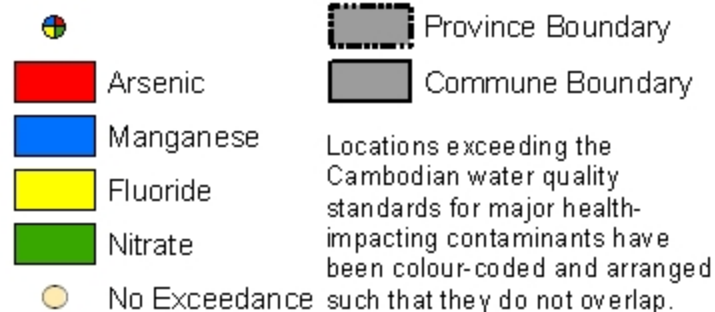 Province Boundary
Arsenic
Commune Boundary
Manganese
Fluoride
Nitrate
No Exceedance
Locations exceeding the
Cambodian water quality
standards for major health-
impacting contaminants have
been colour-coded and arranged
such that they do not overlap.